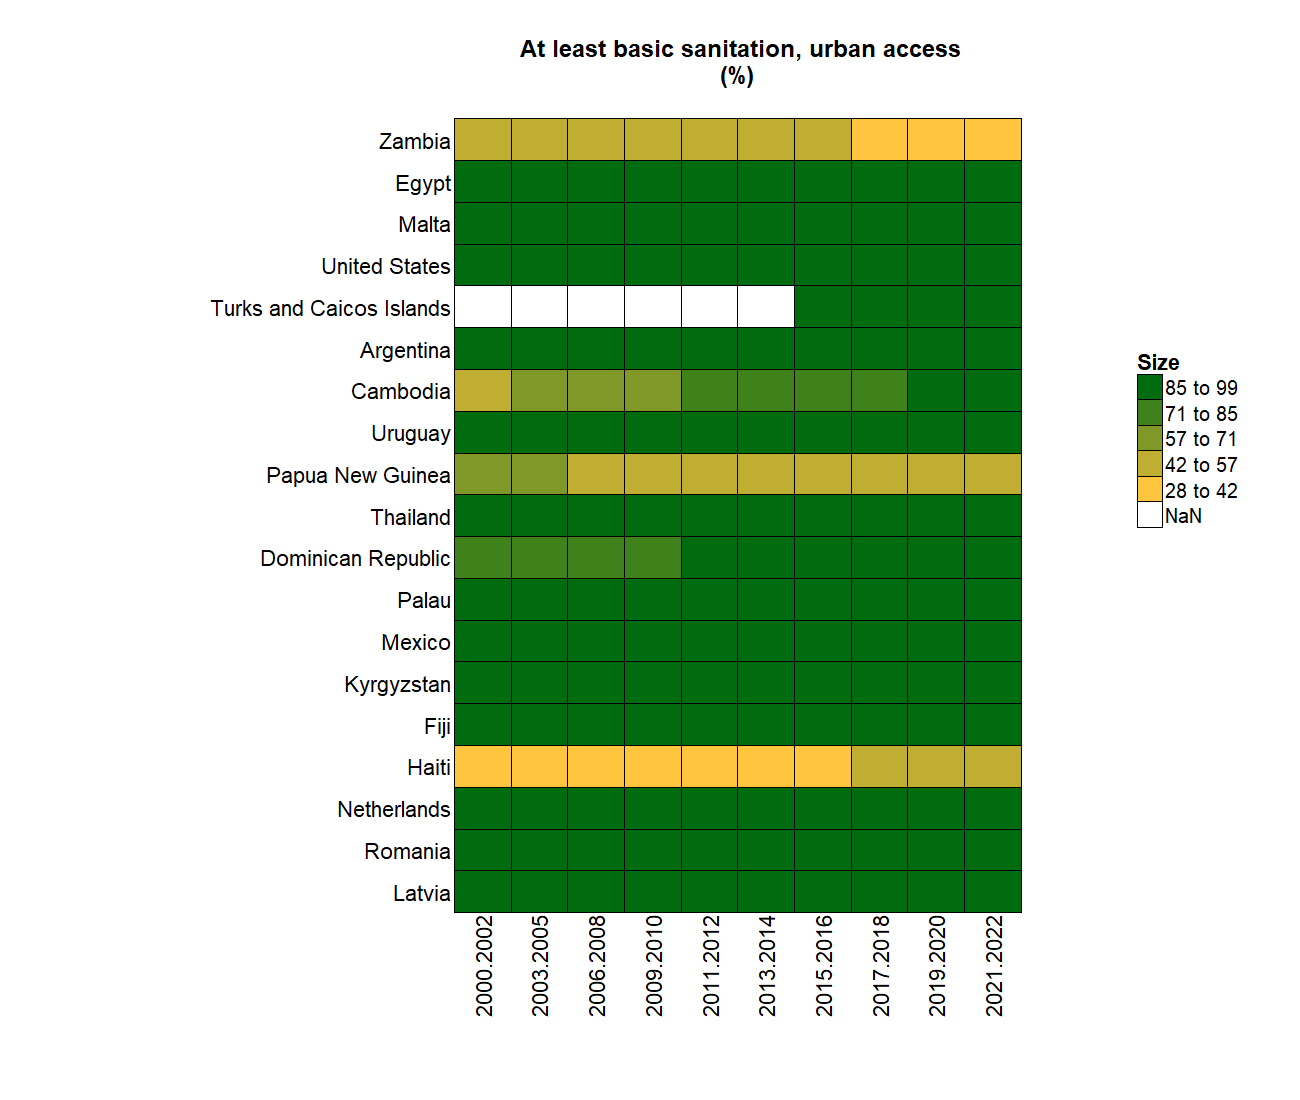 At least basic sanitation, urban access
(%)
Zambia
Egypt
Malta
United States
Turks and Caicos Islands
Argentina
Cambodia
Uruguay
Papua New Guinea
Thailand
Dominican Republic
Palau
Mexico
Kyrgyzstan
Fiji
Haiti
Netherlands
Romania
Latvia
2000.2002
2003.2005
2006.2008
2009.2010
2011.2012
2013.2014
2015.2016
2017.2018
2019.2020
2021.2022
Size
85 to 99
71 to 85
57 to 71
42 to 57
28 to 42
NaN